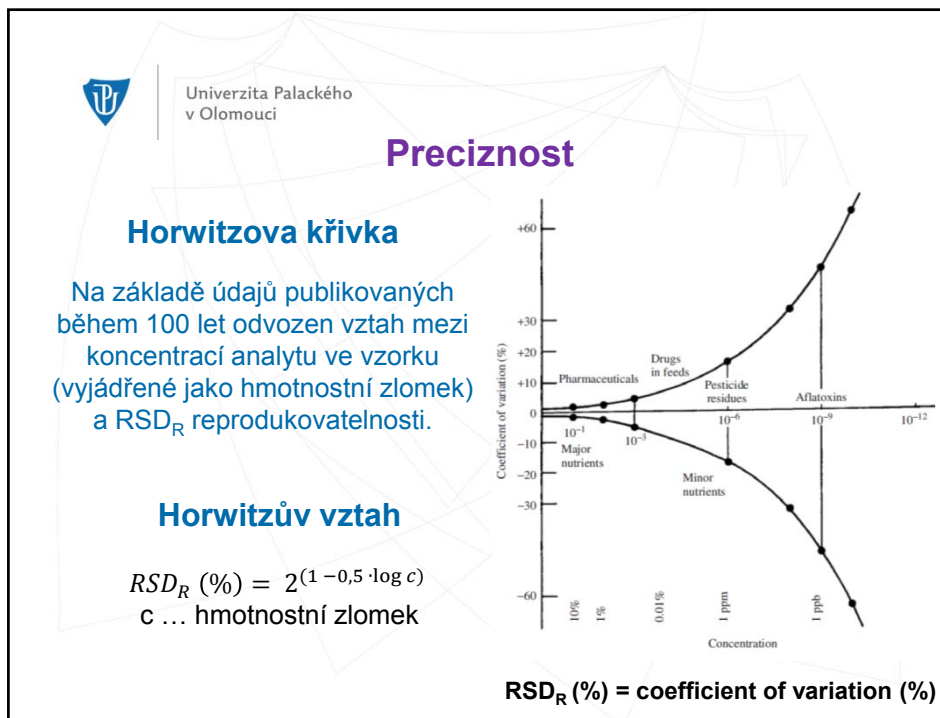 Univerzita Palackého
v Olomouci
Preciznost
Horwitzova křivka
Na základě údajů publikovaných
během 100 let odvozen vztah mezi
koncentrací analytu ve vzorku
(vyjádřené jako hmotnostní zlomek)
a RSD_R reprodukovatelnosti.
Horwitzův vztah
RSD_R (%) = 2^(1 −0,5 ·log c)
c … hmotnostní zlomek
Coefficient of variation (%)
+60
+30
+20
+10
0
−10
−20
−30
−60
Pharmaceuticals
Drugs
in feeds
Pesticide
residues
Aflatoxins
10⁻¹
10⁻³
10⁻⁶
10⁻⁹
10⁻¹²
Major
nutrients
Minor
nutrients
10%
1%
0.01%
1 ppm
1 ppb
Concentration
RSD_R (%) = coefficient of variation (%)